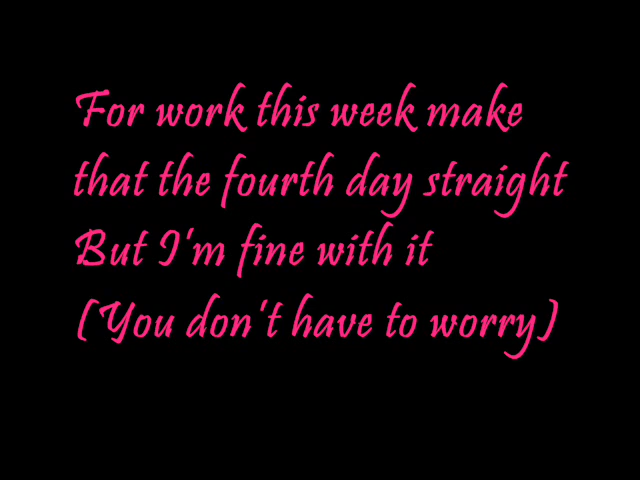 For work this week make
that the fourth day straight
But I'm fine with it
(You don't have to worry)